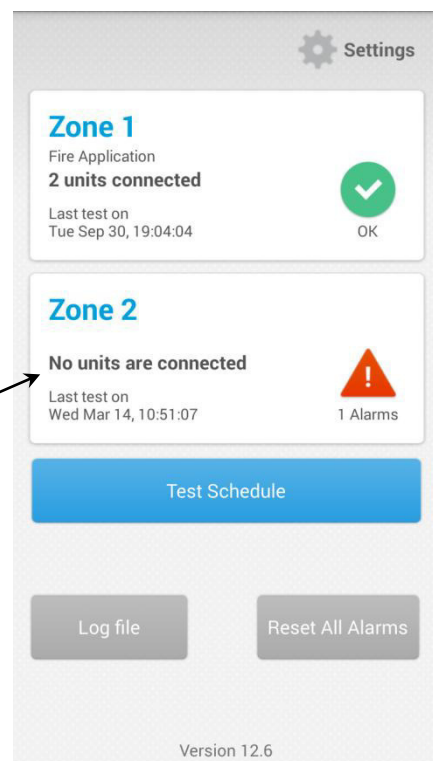 Settings
Zone 1
Fire Application
2 units connected
Last test on
Tue Sep 30, 19:04:04
OK
Zone 2
No units are connected
Last test on
Wed Mar 14, 10:51:07
1 Alarms
Test Schedule
Log file
Reset All Alarms
Version 12.6